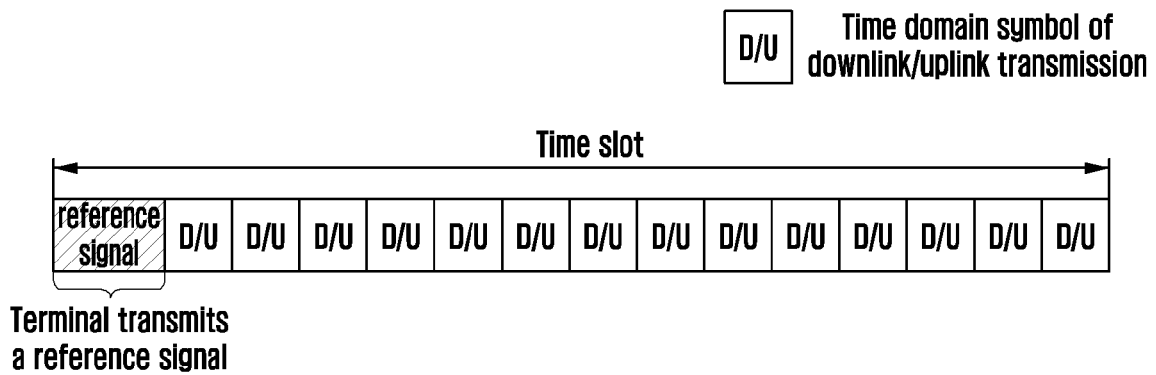 D/U
Time domain symbol of
downlink/uplink transmission
Time slot
reference
signal
D/U D/U D/U D/U D/U D/U D/U D/U D/U D/U D/U D/U D/U D/U
Terminal transmits
a reference signal